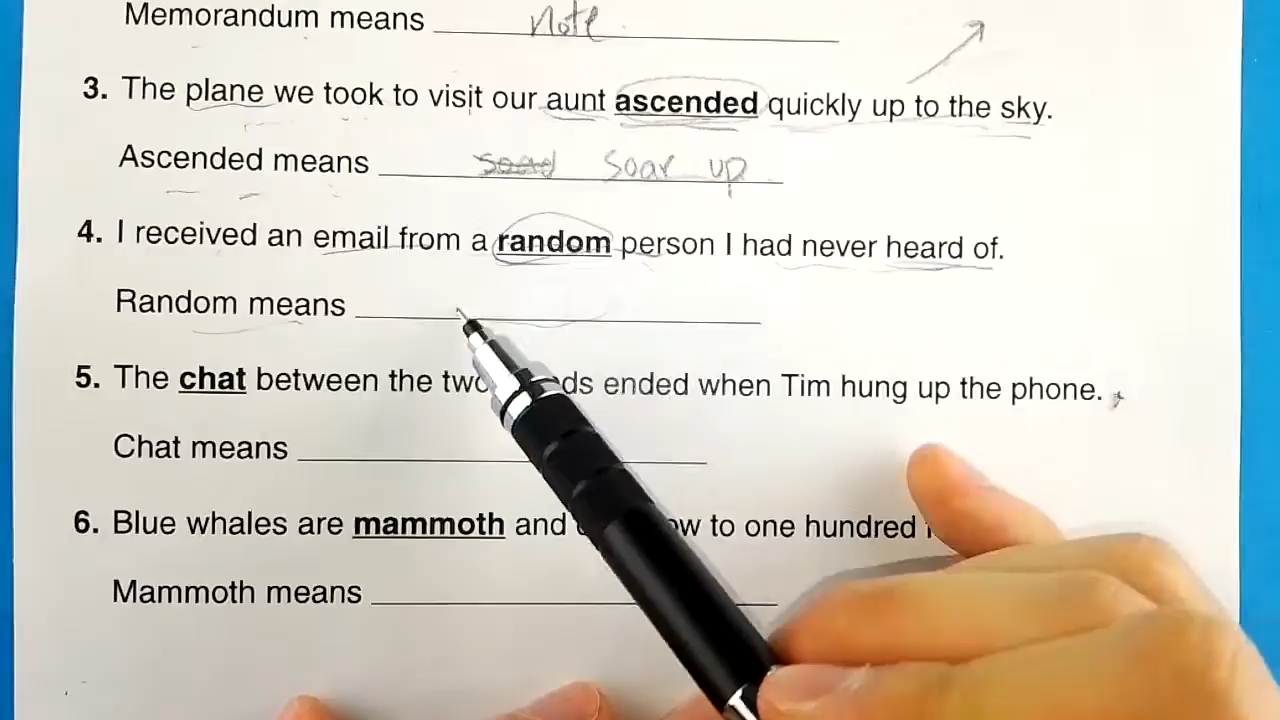 Memorandum means note
3. The plane we took to visit our aunt ascended quickly up to the sky.
Ascended means soar up
4. I received an email from a random person I had never heard of.
Random means
5. The chat between the two ended when Tim hung up the phone.
Chat means
6. Blue whales are mammoth and to one hundred
Mammoth means